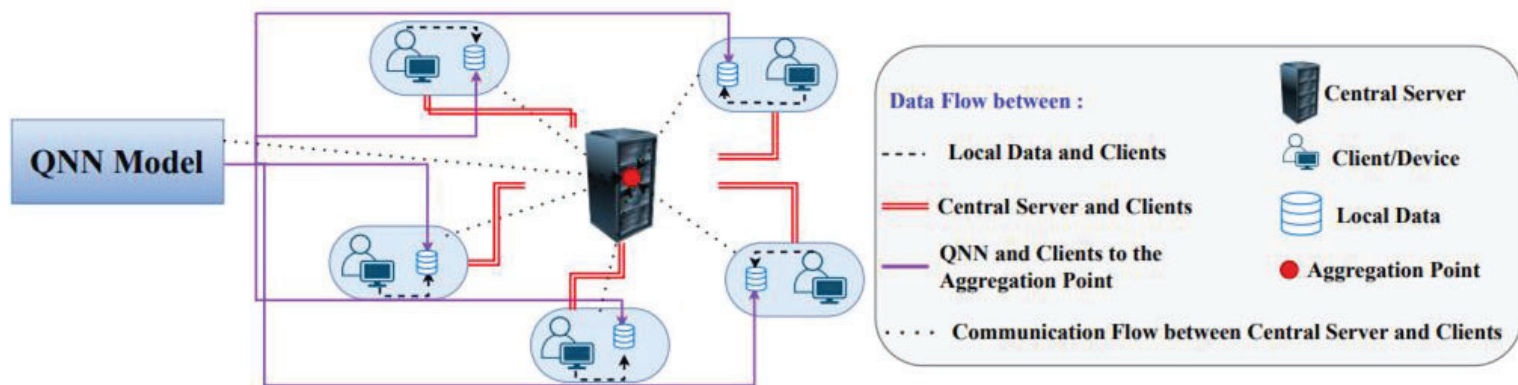 QNN Model
Data Flow between :
Local Data and Clients
Central Server and Clients
QNN and Clients to the
Aggregation Point
Communication Flow between Central Server and Clients
Central Server
Client/Device
Local Data
Aggregation Point